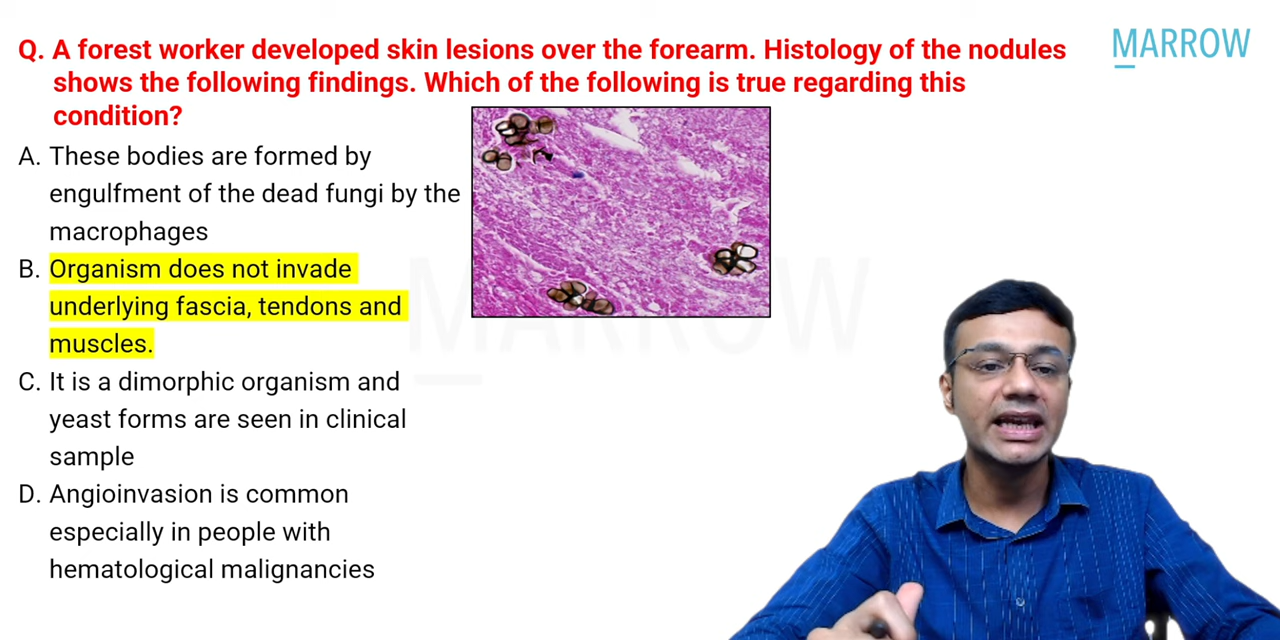 Q. A forest worker developed skin lesions over the forearm. Histology of the nodules
shows the following findings. Which of the following is true regarding this
condition?
MARROW
A. These bodies are formed by
engulfment of the dead fungi by the
macrophages
B. Organism does not invade
underlying fascia, tendons and
muscles.
C. It is a dimorphic organism and
yeast forms are seen in clinical
sample
D. Angioinvasion is common
especially in people with
hematological malignancies
MARROW